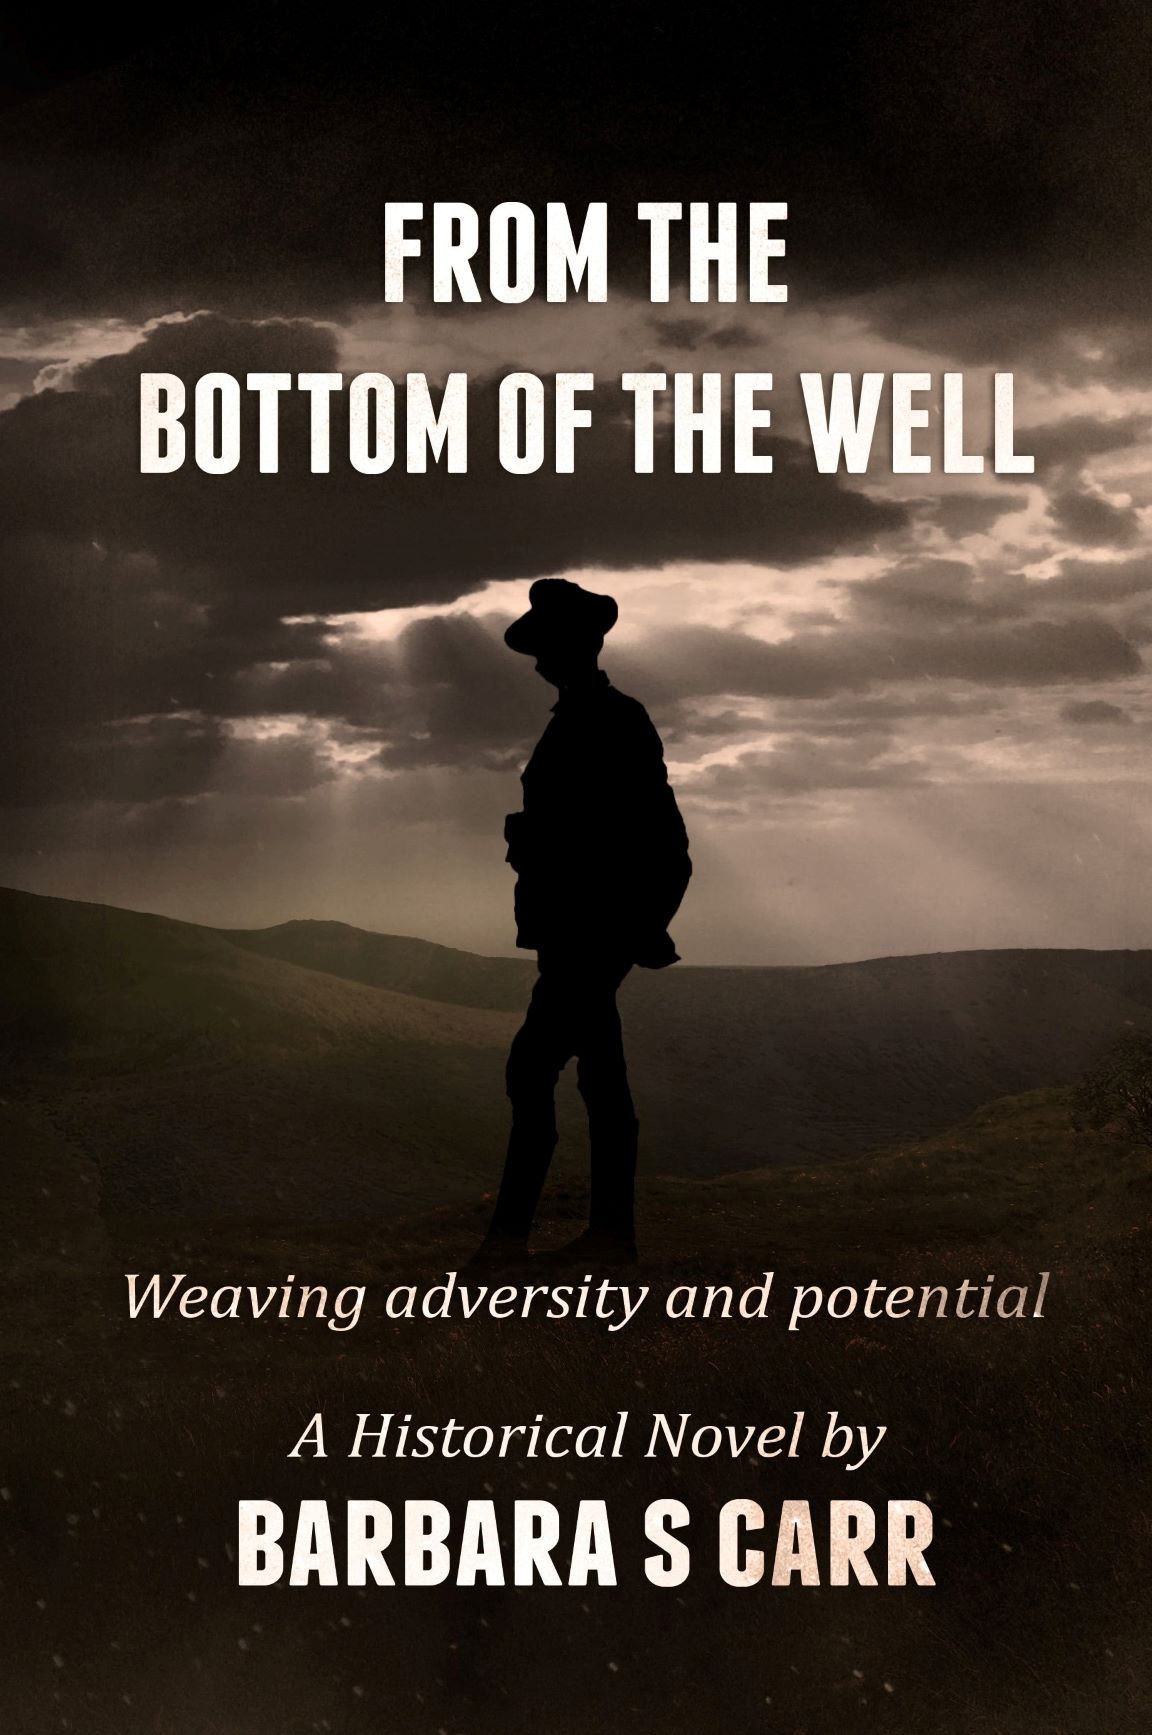 FROM THE
BOTTOM OF THE WELL
Weaving adversity and potential
A Historical Novel by
BARBARA S CARR